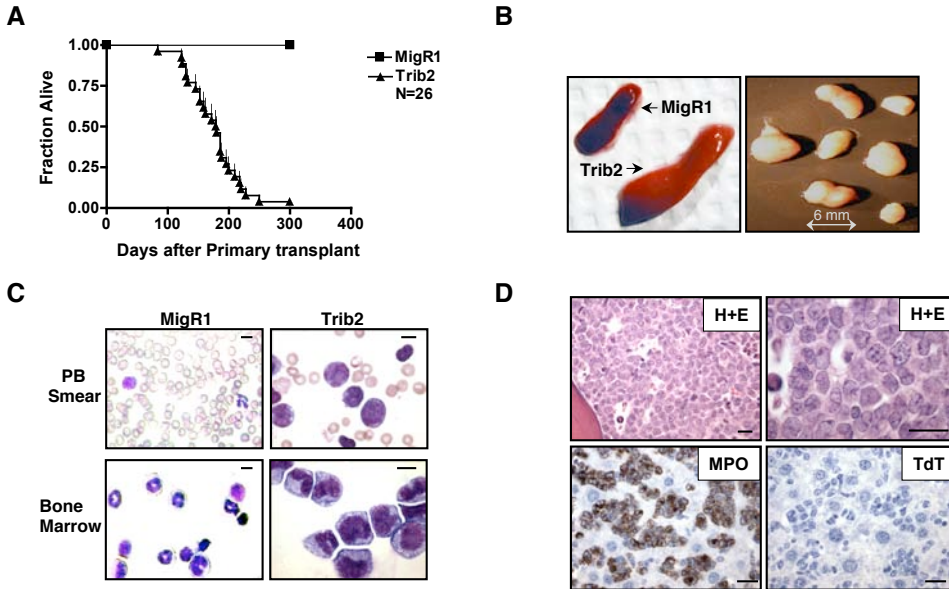 A
1.00
0.75
0.50
0.25
0.00
Fraction Alive
0
100
200
300
400
Days after Primary transplant
MigR1
Trib2
N=26
B
MigR1
Trib2
6 mm
C
MigR1
Trib2
PB
Smear
Bone
Marrow
D
H+E
H+E
MPO
TdT